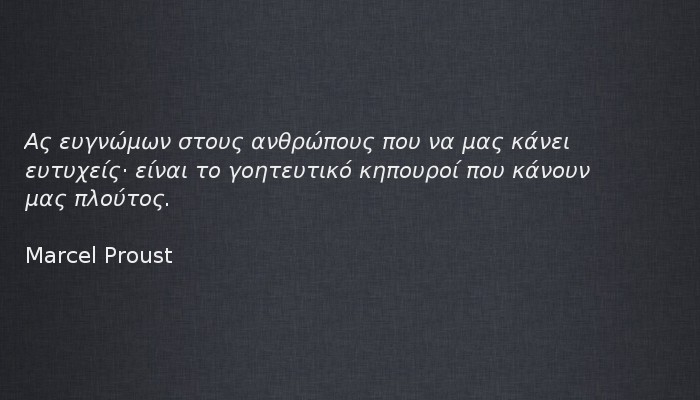 Ας ευγνώμων στους ανθρώπους που να μας κάνει
ευτυχείς· είναι το γοητευτικό κηπουροί που κάνουν
μας πλούτος.
Marcel Proust